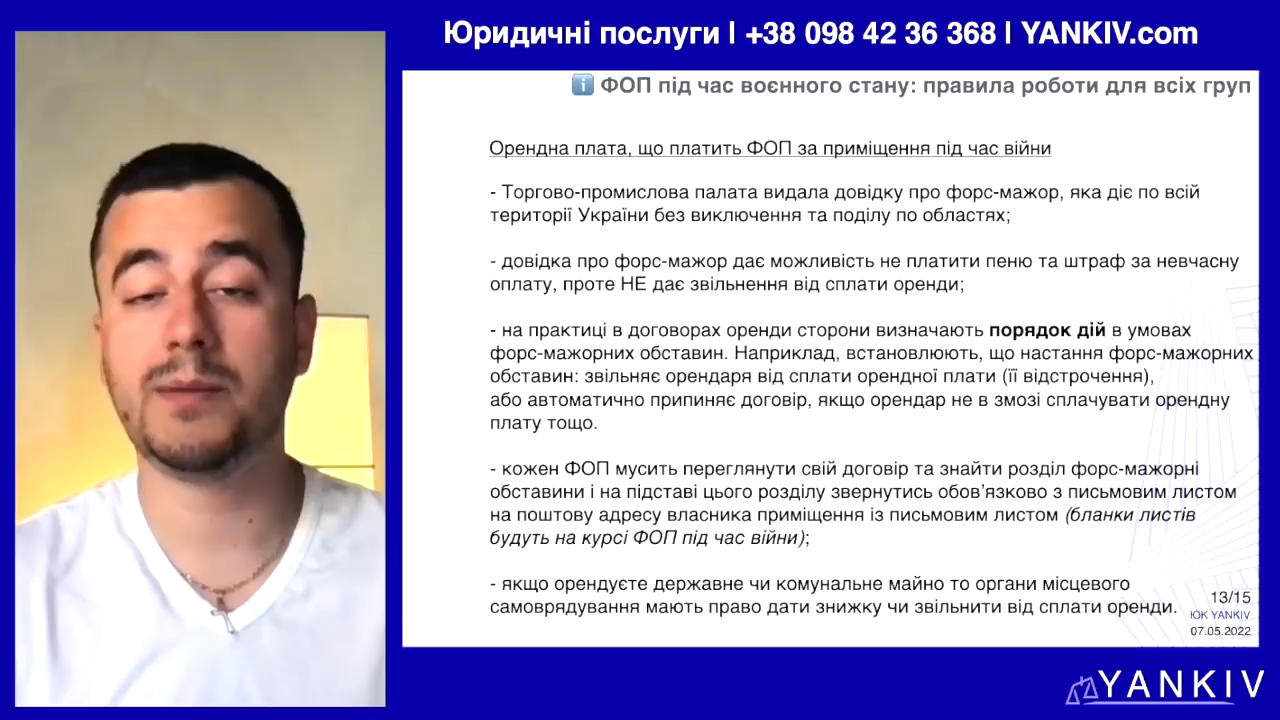 Юридичні послуги | +38 098 42 36 368 | YANKIV.com
ФОП під час воєнного стану: правила роботи для всіх груп
Орендна плата, що платить ФОП за приміщення під час війни
- Торгово-промислова палата видала довідку про форс-мажор, яка діє по всій
території України без виключення та поділу по областях;
- довідка про форс-мажор дає можливість не платити пеню та штраф за невчасну
оплату, проте НЕ дає звільнення від сплати оренди;
- на практиці в договорах оренди сторони визначають порядок дій в умовах
форс-мажорних обставин. Наприклад, встановлюють, що настання форс-мажорних
обставин: звільняє орендаря від сплати орендної плати (її відстрочення),
або автоматично припиняє договір, якщо орендар не в змозі сплачувати орендну
плату тощо.
- кожен ФОП мусить переглянути свій договір та знайти розділ форс-мажорні
обставини і на підставі цього розділу звернутись обов’язково з письмовим листом
на поштову адресу власника приміщення із письмовим листом (бланки листів
будуть на курсі ФОП під час війни);
- якщо орендуєте державне чи комунальне майно то органи місцевого
самоврядування мають право дати знижку чи звільнити від сплати оренди.
13/15
ЮК YANKIV
07.05.2022
YANKIV